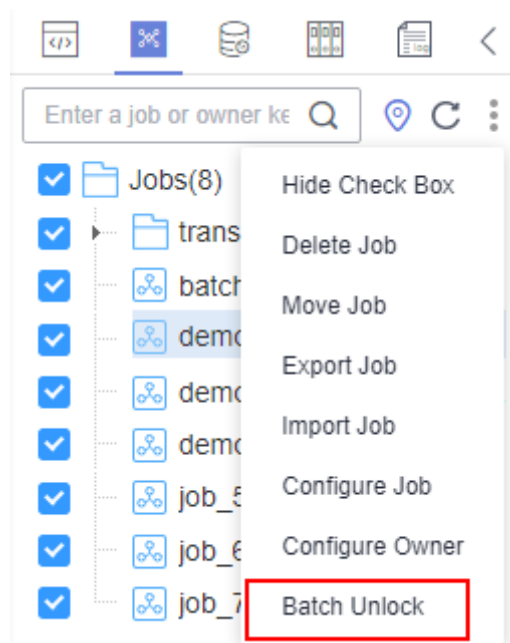 </>
log
Enter a job or owner ke
Jobs(8)
trans
batch
demo
demo
demo
job_5
job_6
job_7
Hide Check Box
Delete Job
Move Job
Export Job
Import Job
Configure Job
Configure Owner
Batch Unlock